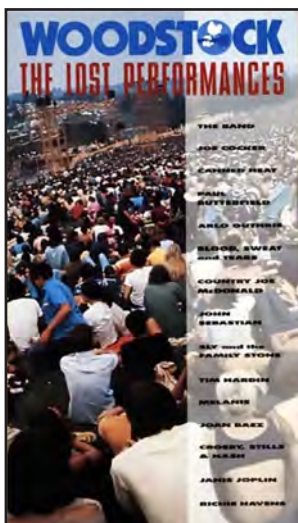 WOODSTOCK
THE LOST PERFORMANCES
THE BAND
JOE COCKER
CANNED HEAT
PAUL
BUTTERFIELD
ARLO GUTHRIE
BLOOD, SWEAT
and TEARS
COUNTRY JOE
McDONALD
JOHN
SEBASTIAN
SLY and the
FAMILY STONE
TIM HARDIN
MELANIE
JOAN BAEZ
CROSBY, STILLS
& NASH
JANIS JOPLIN
RICHIE HAVENS